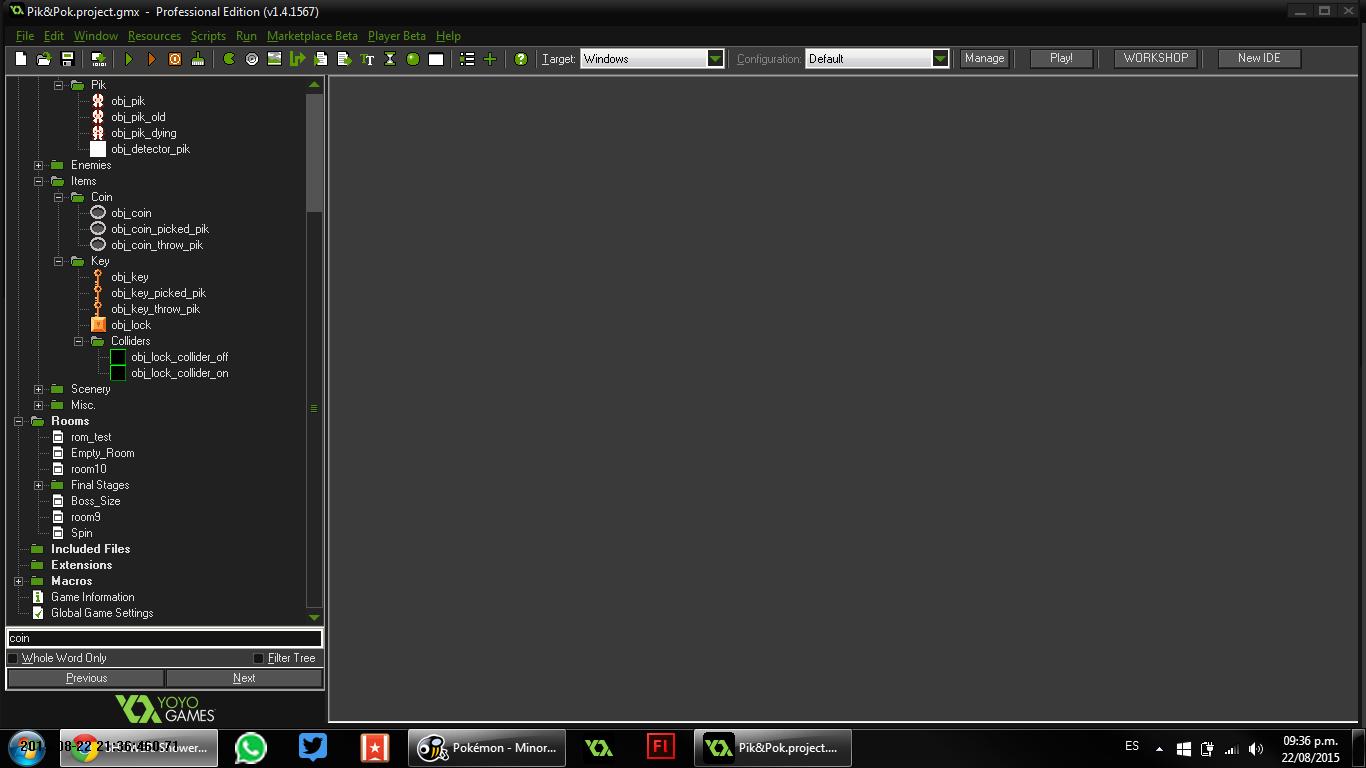 Pik&Pok.project.gmx - Professional Edition (v1.4.1567)
File Edit Window Resources Scripts Run Marketplace Beta Player Beta Help
Target: Windows Configuration: Default Manage Play! WORKSHOP New IDE
Pik
obj_pik
obj_pik_old
obj_pik_dying
obj_detector_pik
Enemies
Items
Coin
obj_coin
obj_coin_picked_pik
obj_coin_throw_pik
Key
obj_key
obj_key_picked_pik
obj_key_throw_pik
obj_lock
Colliders
obj_lock_collider_off
obj_lock_collider_on
Scenery
Misc.
Rooms
rom_test
Empty_Room
room10
Final Stages
Boss_Size
room9
Spin
Included Files
Extensions
Macros
Game Information
Global Game Settings
coin
Whole Word Only Filter Tree
Previous Next
YOYO
GAMES
Pokémon - Minor... Fl Pik&Pok.project.... ES
09:36 p.m.
22/08/2015